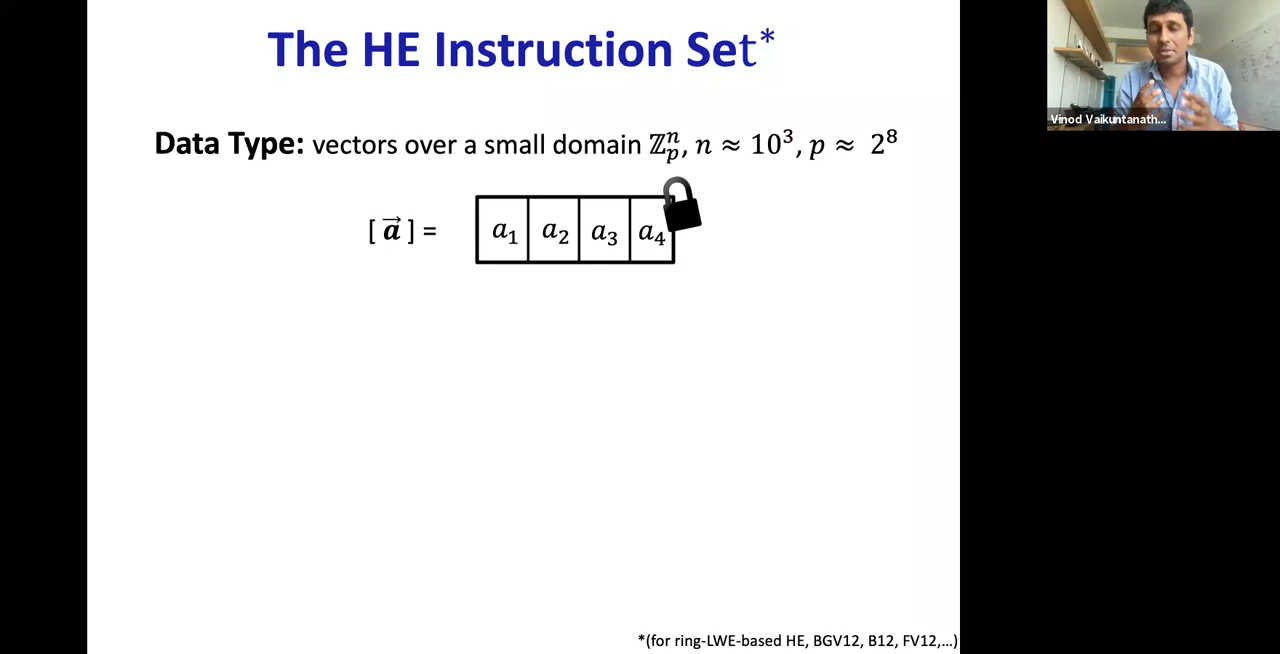 The HE Instruction Set*
Data Type: vectors over a small domain ℤₚⁿ, n ≈ 10³, p ≈ 2⁸
[ a⃗ ] = a₁ a₂ a₃ a₄
*(for ring-LWE-based HE, BGV12, B12, FV12,...)
Vinod Vaikuntanath...